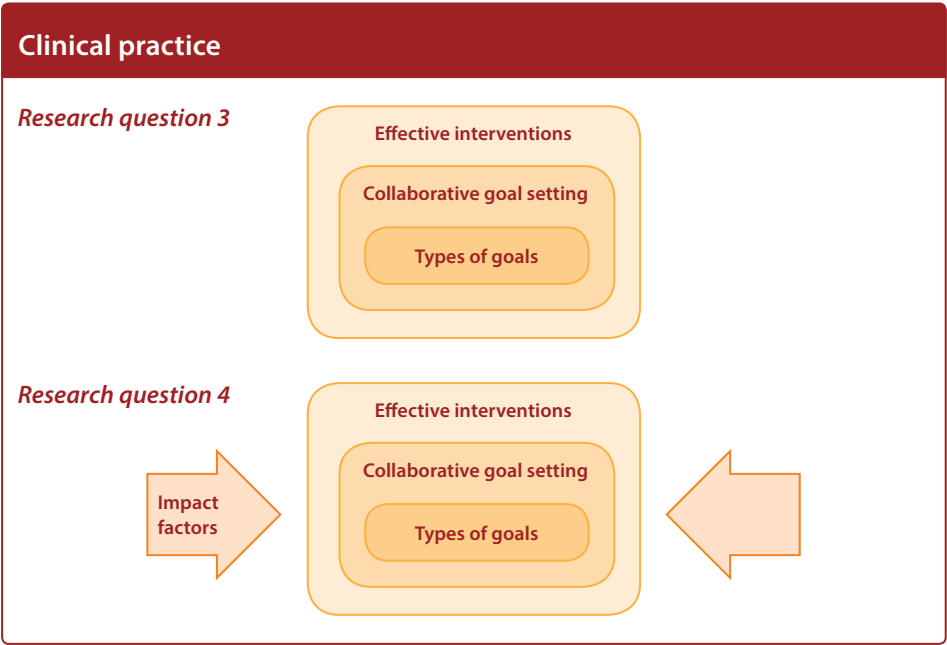 Clinical practice
Research question 3
Effective interventions
Collaborative goal setting
Types of goals
Research question 4
Effective interventions
Collaborative goal setting
Impact
factors
Types of goals